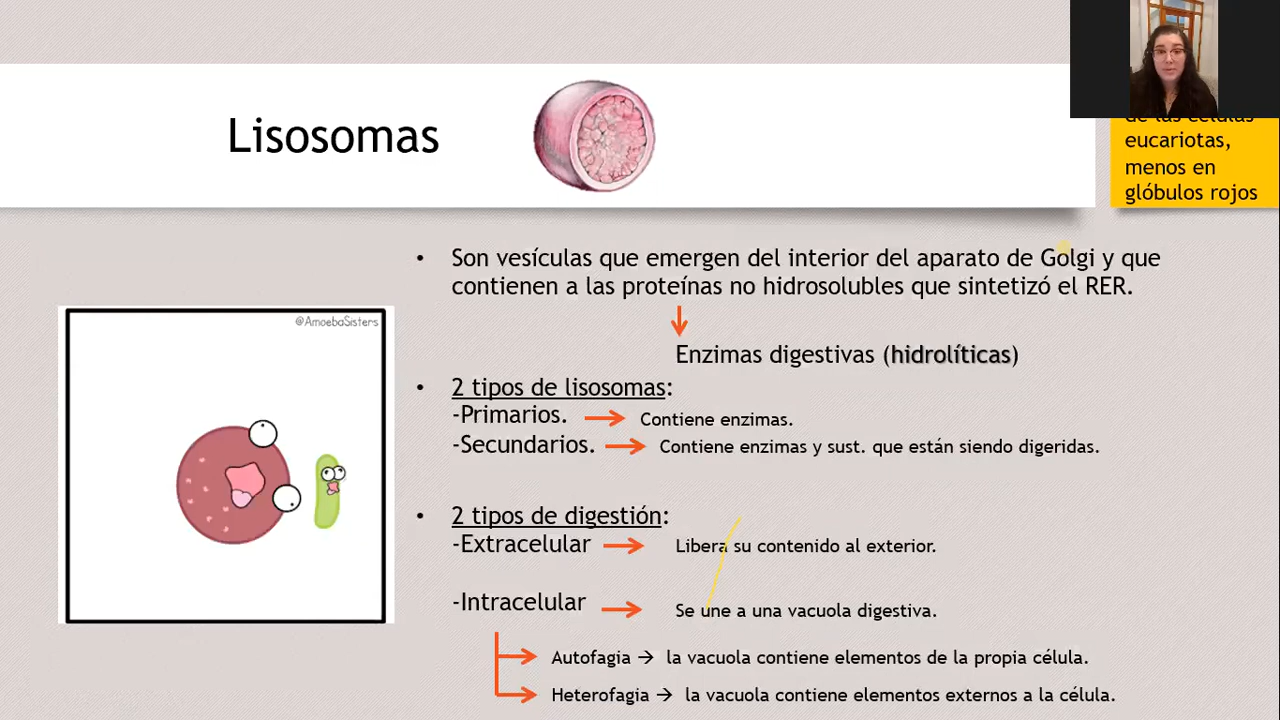 Lisosomas
eucariotas,
menos en
glóbulos rojos
@AmoebaSisters
• Son vesículas que emergen del interior del aparato de Golgi y que
contienen a las proteínas no hidrosolubles que sintetizó el RER.
Enzimas digestivas (hidrolíticas)
• 2 tipos de lisosomas:
-Primarios. → Contiene enzimas.
-Secundarios. → Contiene enzimas y sust. que están siendo digeridas.
• 2 tipos de digestión:
-Extracelular → Libera su contenido al exterior.
-Intracelular → Se une a una vacuola digestiva.
Autofagia → la vacuola contiene elementos de la propia célula.
Heterofagia → la vacuola contiene elementos externos a la célula.